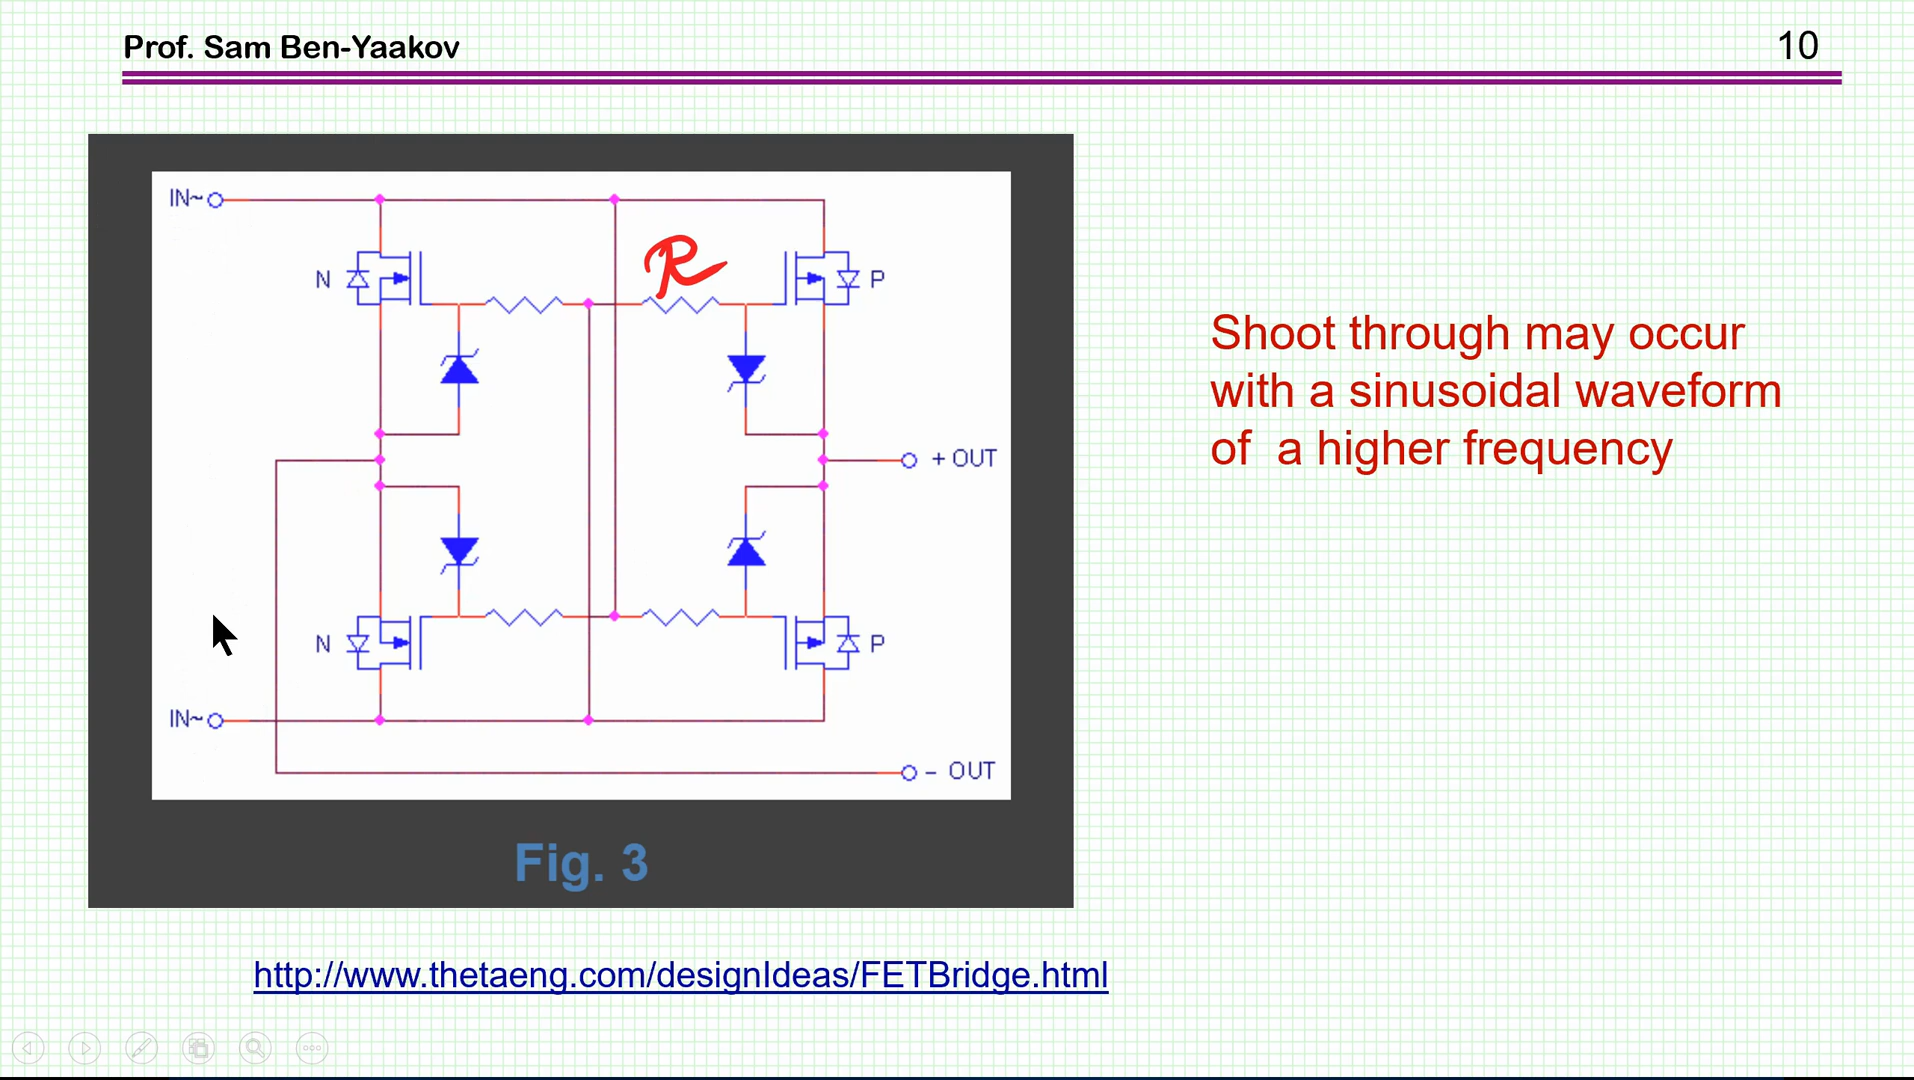 Prof. Sam Ben-Yaakov
10
IN~
R
N
P
Shoot through may occur
with a sinusoidal waveform
of a higher frequency
+ OUT
N
P
IN~
- OUT
Fig. 3
http://www.thetaeng.com/designIdeas/FETBridge.html